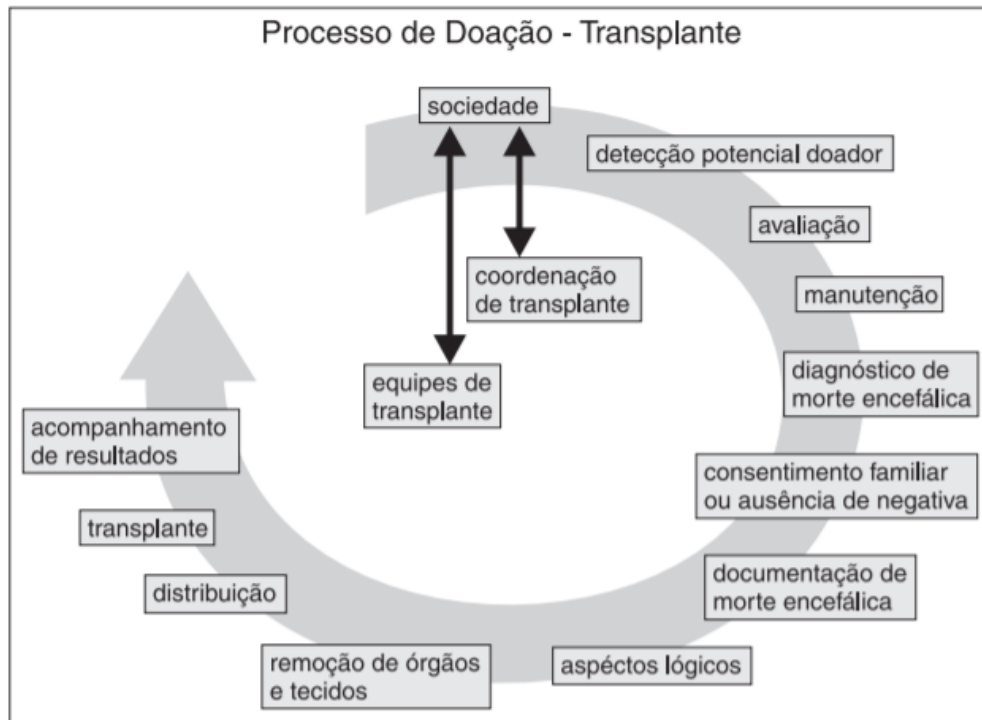 Processo de Doação - Transplante
sociedade
detecção potencial doador
avaliação
manutenção
diagnóstico de
morte encefálica
consentimento familiar
ou ausência de negativa
documentação de
morte encefálica
aspéctos lógicos
remoção de órgãos
e tecidos
distribuição
transplante
acompanhamento
de resultados
coordenação
de transplante
equipes de
transplante